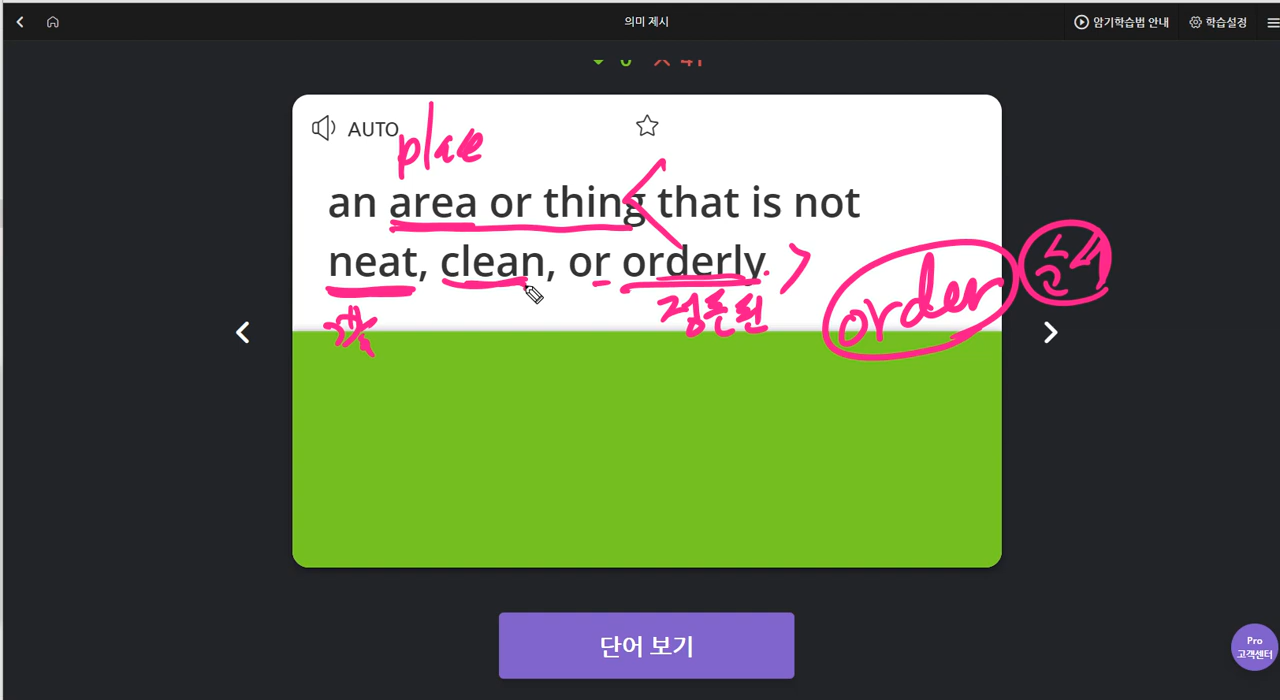 의미 제시
암기학습법 안내
학습설정
AUTO
place
an area or thing that is not
neat, clean, or orderly.
정돈된
order
순서
단어 보기
Pro
고객센터